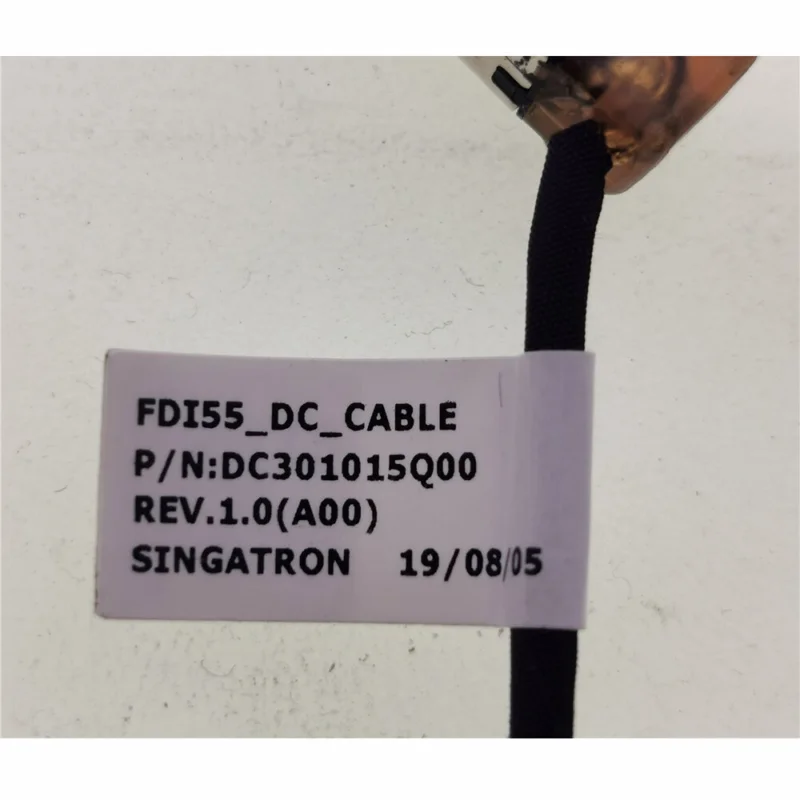 FDI55_DC_CABLE
P/N:DC301015Q00
REV.1.0(A00)
SINGATRON 19/08/05